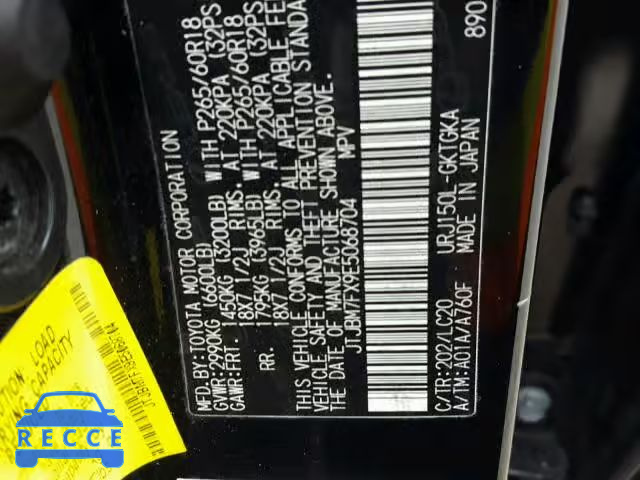 MFD.BY:TOYOTA MOTOR CORPORATION
GVWR:2990KG (6600LB)
GAWR:FRT. 1450KG (3200LB) WITH P265/60R18
18X7 1/2J RIMS. AT 220KPA (32PS
RR. 1795KG (3965LB) WITH P265/60R18
18X7 1/2J RIMS. AT 220KPA (32PS
THIS VEHICLE CONFORMS TO ALL APPLICABLE FE
VEHICLE SAFETY AND THEFT PREVENTION STANDA
THE DATE OF MANUFACTURE SHOWN ABOVE.
JTJBM7FX9E5068704 MPV
C/TR:202/LC20 URJ150L-GKTGKA
A/TM:A01A/A760F MADE IN JAPAN
890
LOAD
CAPACITY
RECCE